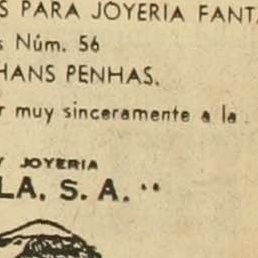 S PARA JOYERIA FANT
s Núm. 56
HANS PENHAS.
r muy sinceramente a la
Y JOYERIA
LA, S. A. "